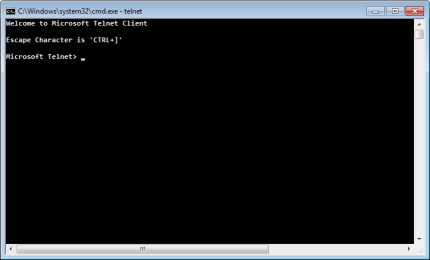 C:\Windows\system32\cmd.exe - telnet
Welcome to Microsoft Telnet Client
Escape Character is 'CTRL+]'
Microsoft Telnet> _